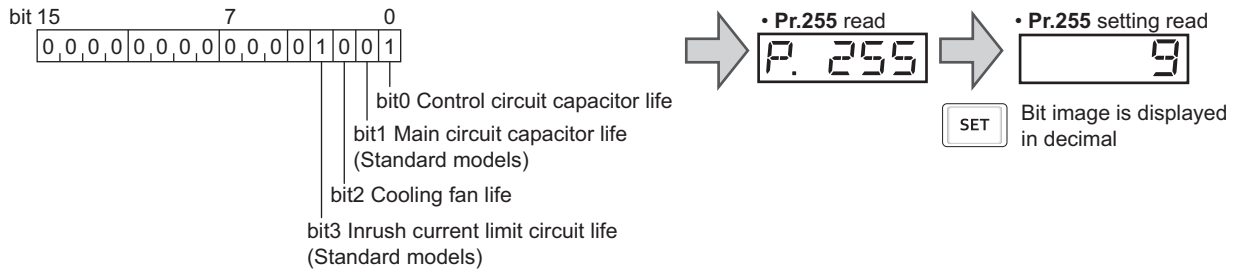 bit 15 7 0
0 0 0 0 0 0 0 0 0 0 0 0 1 0 0 1
bit0 Control circuit capacitor life
bit1 Main circuit capacitor life
(Standard models)
bit2 Cooling fan life
bit3 Inrush current limit circuit life
(Standard models)
• Pr.255 read
P. 255
• Pr.255 setting read
9
SET
Bit image is displayed
in decimal